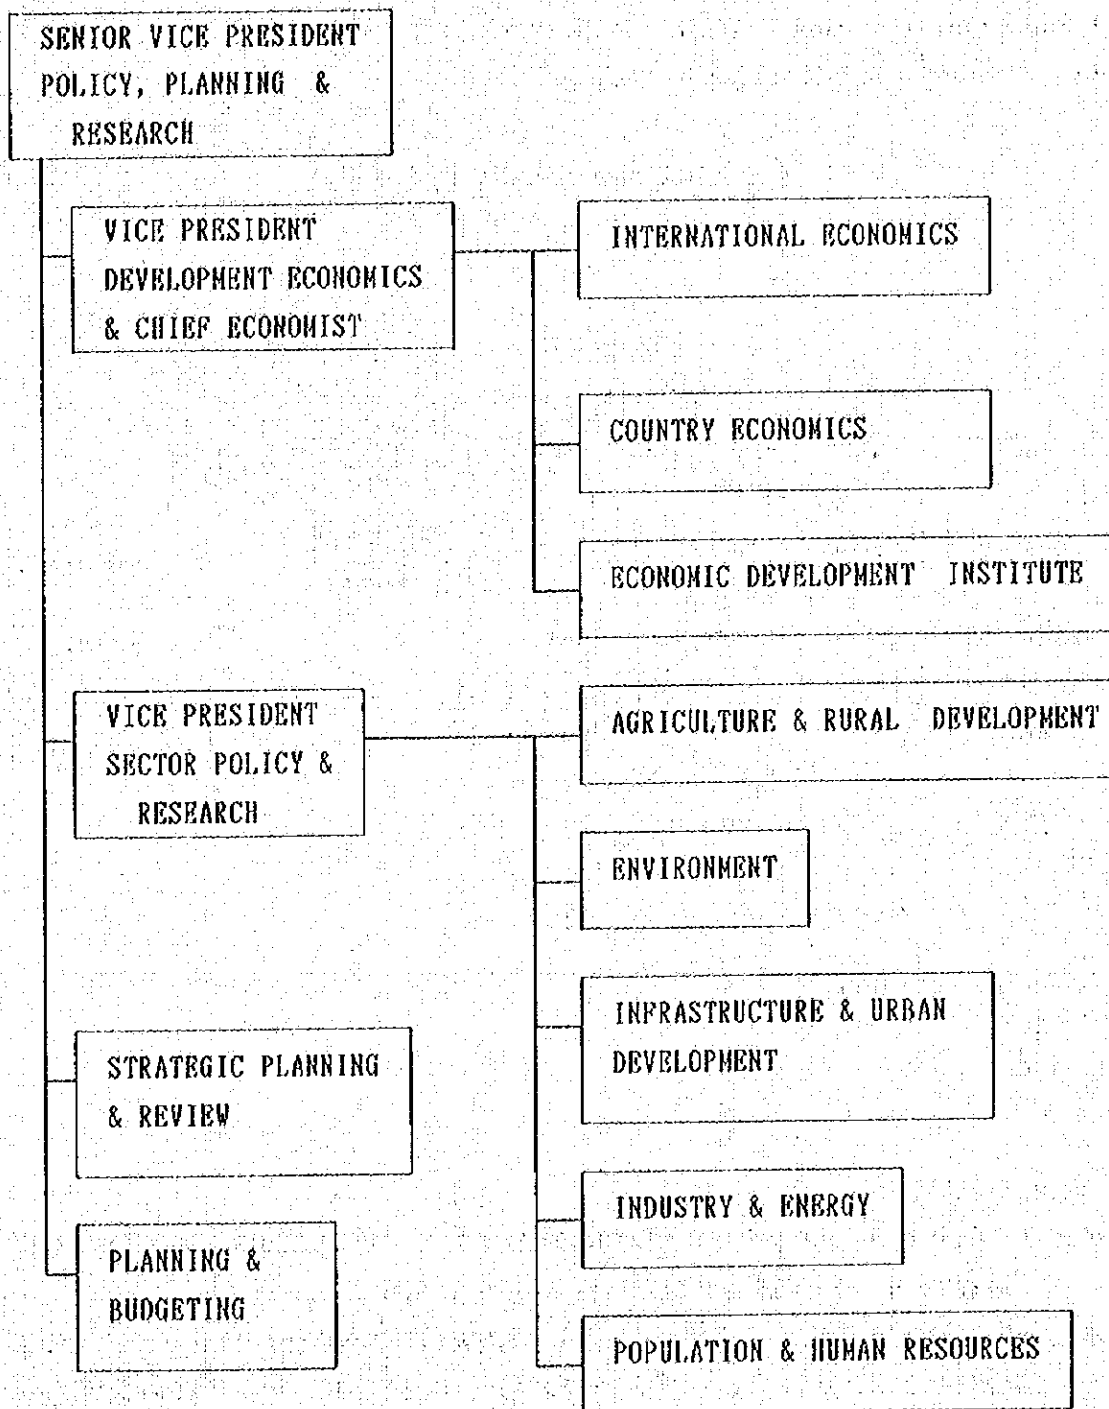 SENIOR VICE PRESIDENT
POLICY, PLANNING &
RESEARCH
VICE PRESIDENT
DEVELOPMENT ECONOMICS
& CHIEF ECONOMIST
INTERNATIONAL ECONOMICS
COUNTRY ECONOMICS
ECONOMIC DEVELOPMENT INSTITUTE
VICE PRESIDENT
SECTOR POLICY &
RESEARCH
AGRICULTURE & RURAL DEVELOPMENT
ENVIRONMENT
INFRASTRUCTURE & URBAN
DEVELOPMENT
STRATEGIC PLANNING
& REVIEW
INDUSTRY & ENERGY
PLANNING &
BUDGETING
POPULATION & HUMAN RESOURCES